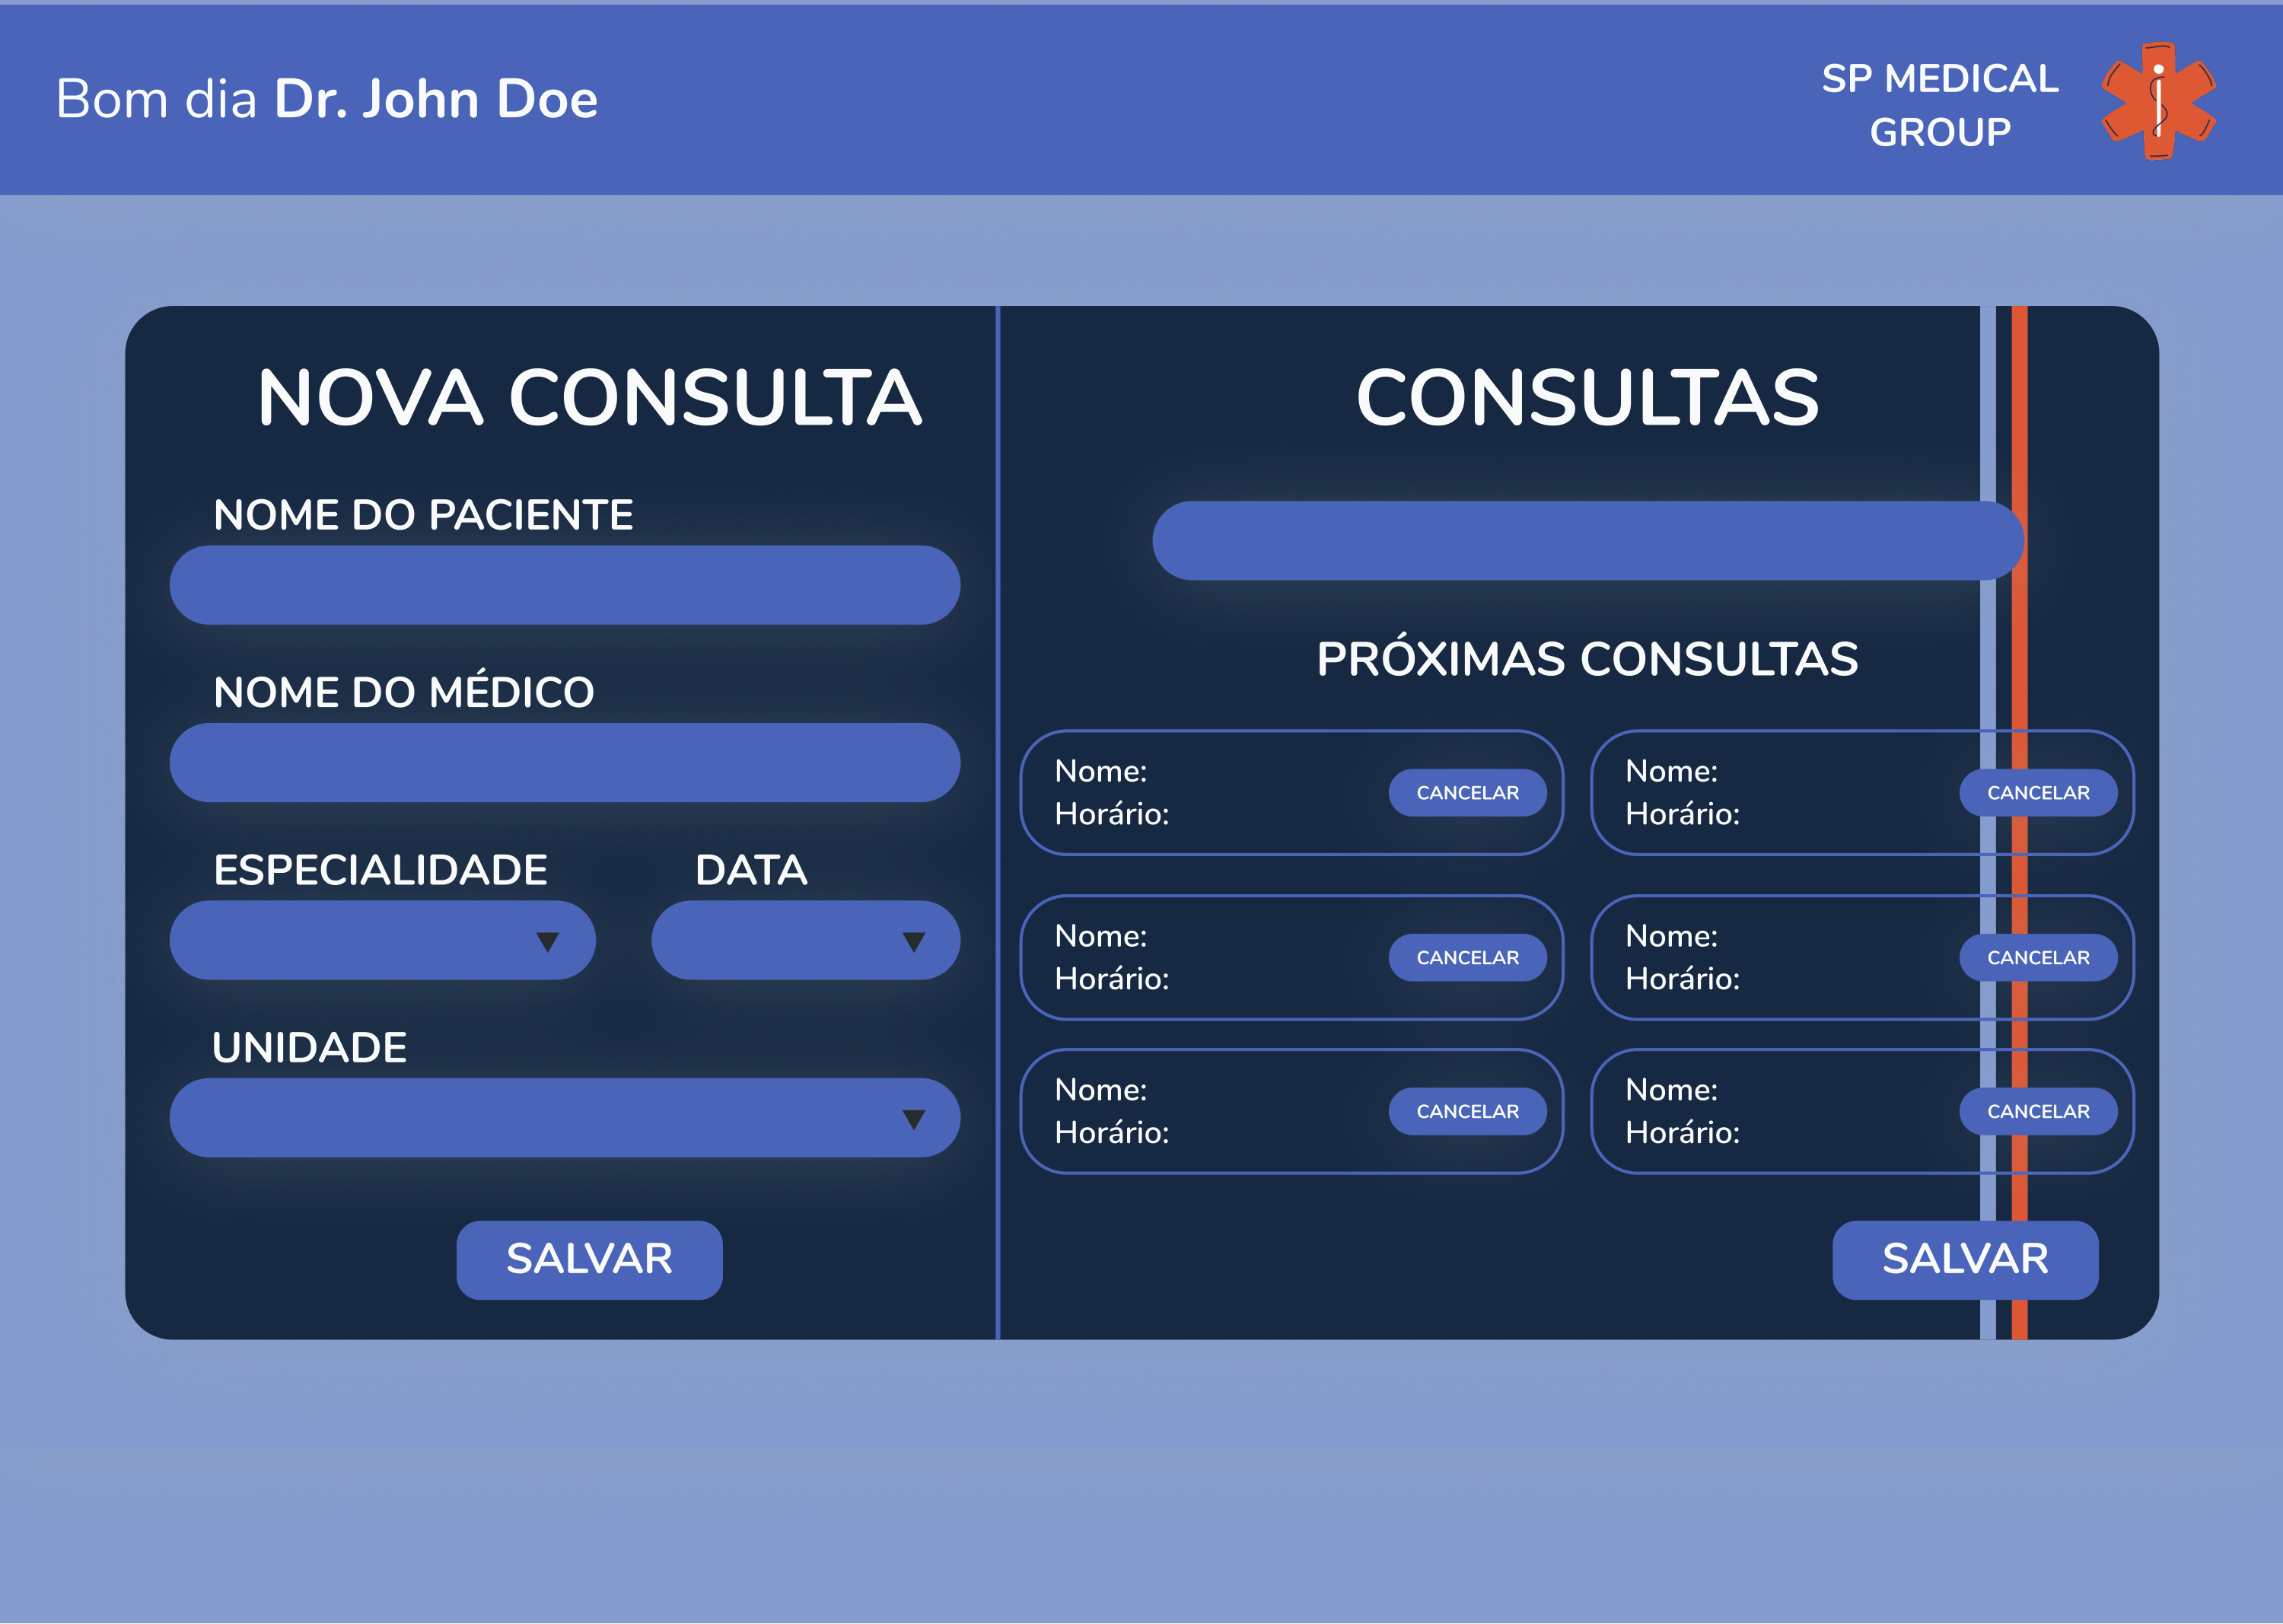 Bom dia Dr. John Doe
SP MEDICAL
GROUP
NOVA CONSULTA
NOME DO PACIENTE
NOME DO MÉDICO
ESPECIALIDADE
DATA
UNIDADE
SALVAR
CONSULTAS
PRÓXIMAS CONSULTAS
Nome:
Horário:
CANCELAR
Nome:
Horário:
CANCELAR
Nome:
Horário:
CANCELAR
Nome:
Horário:
CANCELAR
Nome:
Horário:
CANCELAR
Nome:
Horário:
CANCELAR
SALVAR